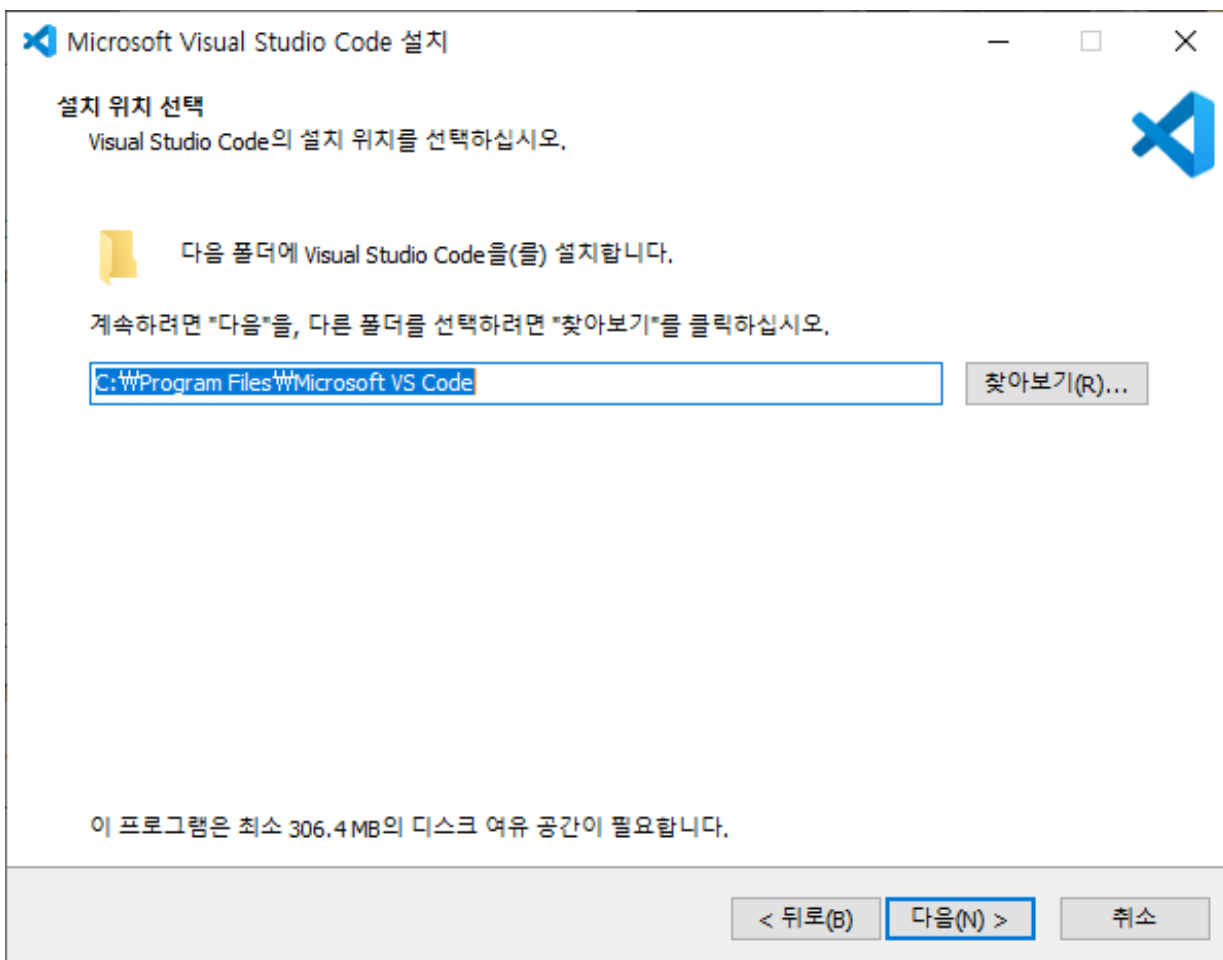 Microsoft Visual Studio Code 설치
설치 위치 선택
Visual Studio Code의 설치 위치를 선택하십시오.
다음 폴더에 Visual Studio Code을(를) 설치합니다.
계속하려면 "다음"을, 다른 폴더를 선택하려면 "찾아보기"를 클릭하십시오.
C:₩Program Files₩Microsoft VS Code
찾아보기(R)...
이 프로그램은 최소 306.4 MB의 디스크 여유 공간이 필요합니다.
< 뒤로(B)
다음(N) >
취소